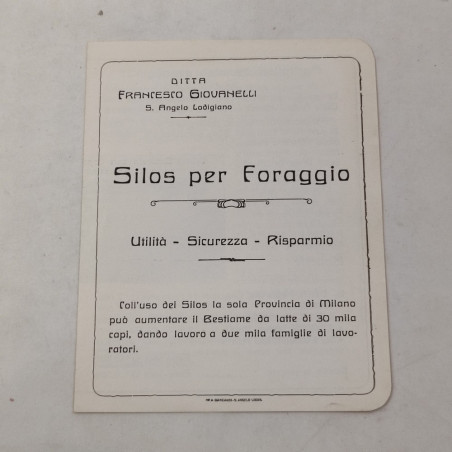 DITTA
FRANCESCO GIOVANELLI
S. Angelo Lodigiano
Silos per Foraggio
Utilità - Sicurezza - Risparmio
Coll'uso dei Silos la sola Provincia di Milano
può aumentare il Bestiame da latte di 30 mila
capi, dando lavoro a due mila famiglie di lavo-
ratori.